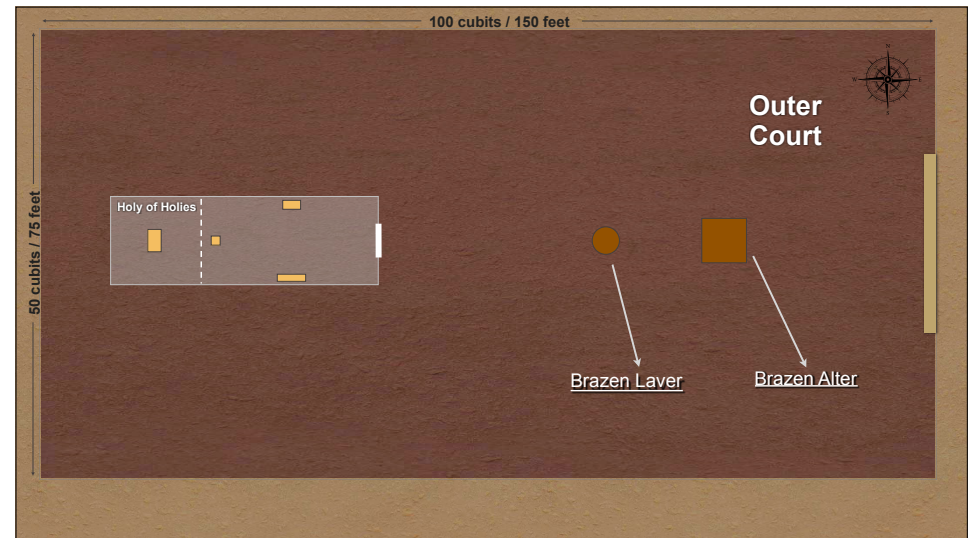 100 cubits / 150 feet
N
W
E
S
Outer
Court
50 cubits / 75 feet
Holy of Holies
Brazen Laver
Brazen Alter